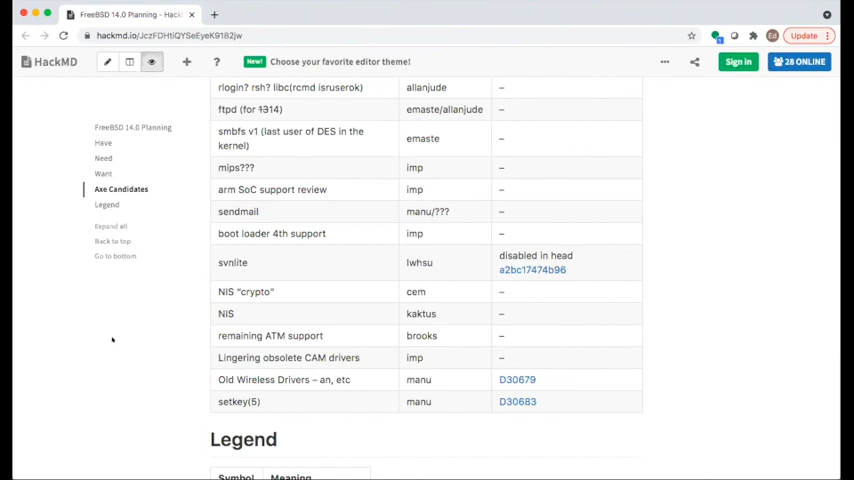 FreeBSD 14.0 Planning - HackM
hackmd.io/JczFDHtiQYSeEyeK9182jw
Ed
Update
HackMD
New!
Choose your favorite editor theme!
Sign in
28 ONLINE
FreeBSD 14.0 Planning
Have
Need
Want
Axe Candidates
Legend
Expand all
Back to top
Go to bottom
rlogin? rsh? libc(rcmd isruserok) allanjude –
ftpd (for 1314) emaste/allanjude –
smbfs v1 (last user of DES in the
kernel) emaste –
mips??? imp –
arm SoC support review imp –
sendmail manu/??? –
boot loader 4th support imp –
svnlite lwhsu disabled in head
a2bc17474b96
NIS “crypto” cem –
NIS kaktus –
remaining ATM support brooks –
Lingering obsolete CAM drivers imp –
Old Wireless Drivers – an, etc manu D30679
setkey(5) manu D30683
Legend
Symbol Meaning